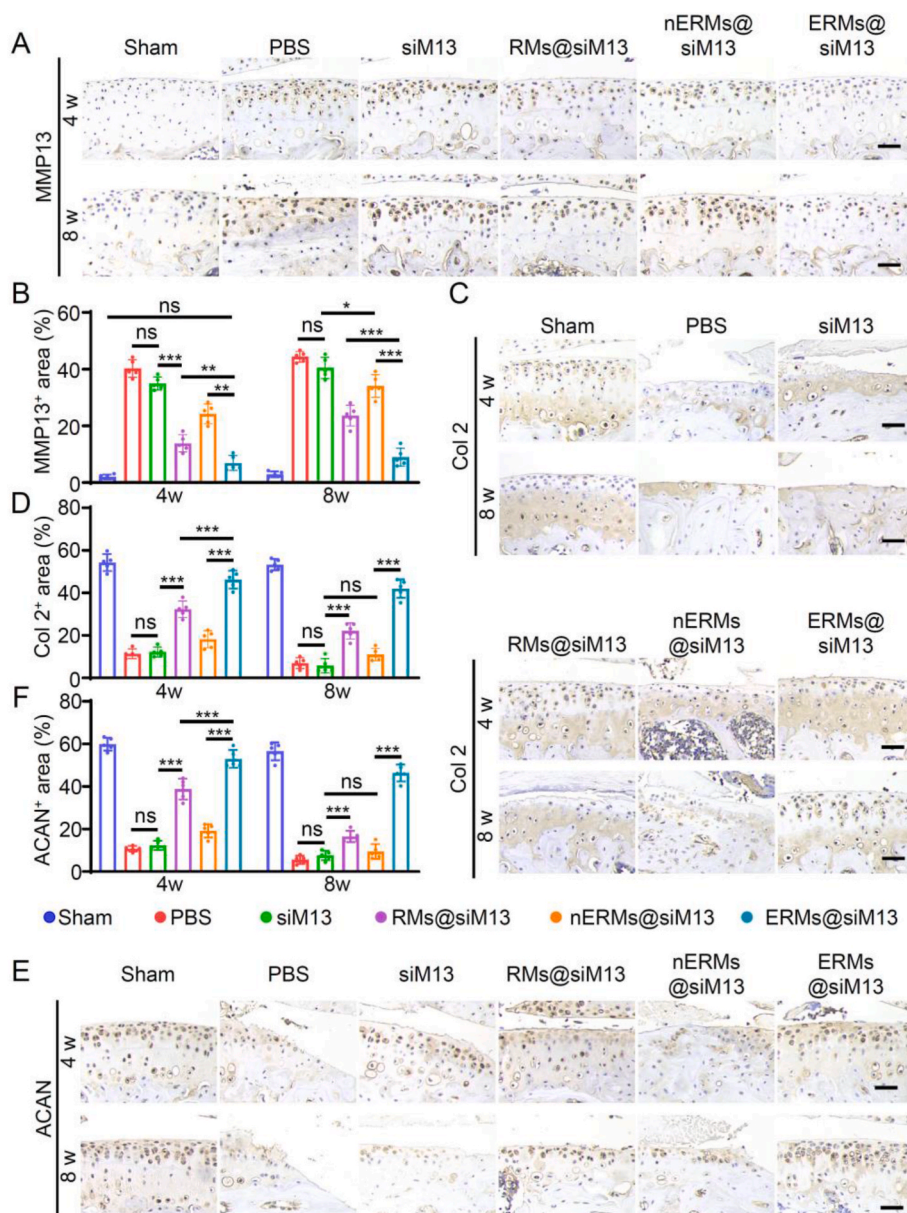 A
Sham PBS siM13 RMs@siM13 nERMs@ siM13 ERMs@ siM13
MMP13
4 w
8 w
B
MMP13⁺ area (%)
60
40
20
0
ns
ns
***
**
**
ns
*
***
***
4w 8w
C
Sham PBS siM13
Col 2
4 w
8 w
D
Col 2⁺ area (%)
60
40
20
0
ns
***
***
***
ns
***
ns
***
4w 8w
RMs@siM13 nERMs @siM13 ERMs@ siM13
Col 2
4 w
8 w
F
ACAN⁺ area (%)
60
40
20
0
ns
***
***
***
ns
***
ns
***
4w 8w
Sham PBS siM13 RMs@siM13 nERMs@siM13 ERMs@siM13
E
Sham PBS siM13 RMs@siM13 nERMs @siM13 ERMs @siM13
ACAN
4 w
8 w